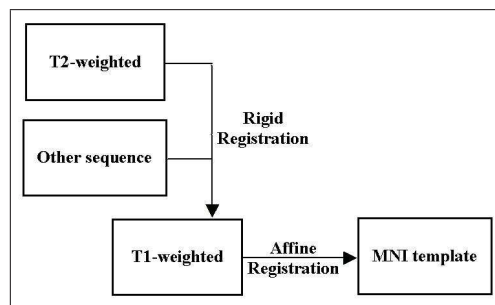 T2-weighted
Rigid
Registration
Other sequence
T1-weighted
Affine
Registration
MNI template